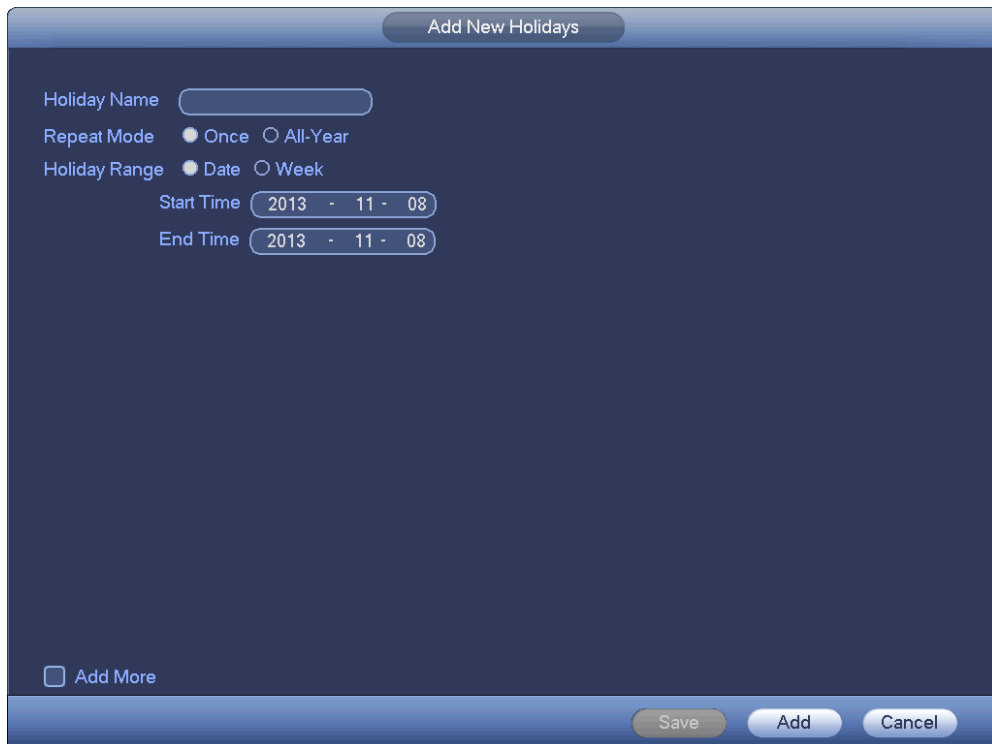 Add New Holidays
Holiday Name
Repeat Mode Once All-Year
Holiday Range Date Week
Start Time 2013 - 11 - 08
End Time 2013 - 11 - 08
Add More
Save Add Cancel